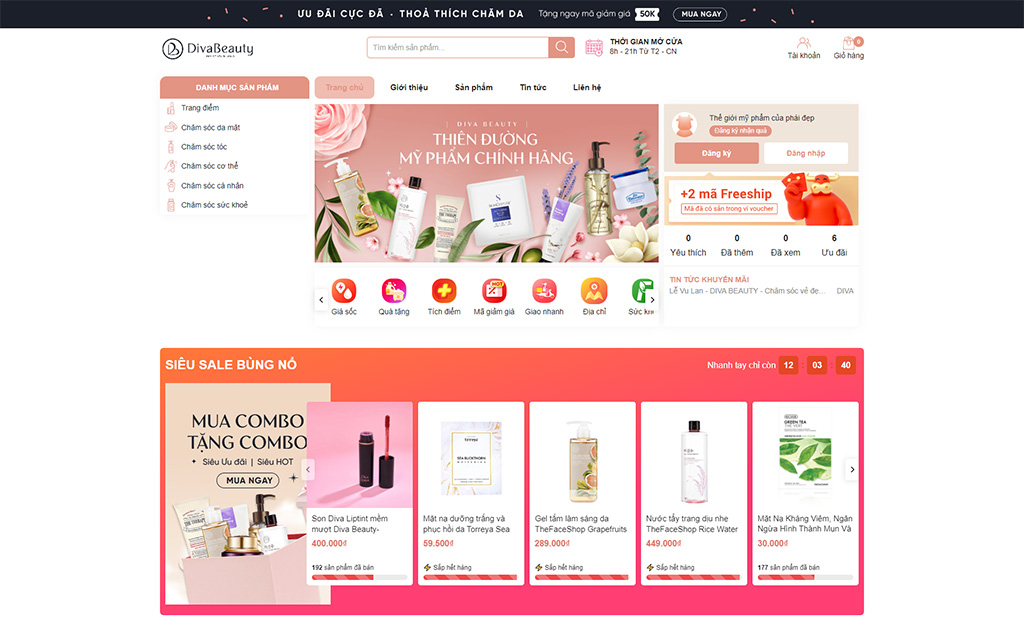 ƯU ĐÃI CỰC ĐÃ - THOẢ THÍCH CHĂM DA
Tặng ngay mã giảm giá 50K
MUA NGAY
DivaBeauty
Tìm kiếm sản phẩm...
THỜI GIAN MỞ CỬA
8h - 21h Từ T2 - CN
Tài khoản
0
Giỏ hàng
DANH MỤC SẢN PHẨM
Trang điểm
Chăm sóc da mặt
Chăm sóc tóc
Chăm sóc cơ thể
Chăm sóc cá nhân
Chăm sóc sức khoẻ
Trang chủ
Giới thiệu
Sản phẩm
Tin tức
Liên hệ
| DIVA BEAUTY |
THIÊN ĐƯỜNG
MỸ PHẨM CHÍNH HÃNG
Thế giới mỹ phẩm của phái đẹp
Đăng ký nhận quà
Đăng ký
Đăng nhập
+2 mã Freeship
Mã đã có sẵn trong ví voucher
0
Yêu thích
0
Đã thêm
0
Đã xem
6
Ưu đãi
TIN TỨC KHUYẾN MÃI
Lễ Vu Lan - DIVA BEAUTY - Chăm sóc vẻ đe...
DIVA
Giá sốc
Quà tặng
Tích điểm
HOT
Mã giảm giá
Giao nhanh
Địa chỉ
Sức
SIÊU SALE BÙNG NỔ
Nhanh tay chỉ còn 12 : 03 : 40
MUA COMBO
TẶNG COMBO
Siêu Ưu đãi | Siêu HOT
MUA NGAY
Son Diva Liptint mềm
mượt Diva Beauty-
400.000₫
192 sản phẩm đã bán
Mặt nạ dưỡng trắng và
phục hồi da Torreya Sea
59.500₫
Sắp hết hàng
Gel tắm làm sáng da
TheFaceShop Grapefruits
289.000₫
Sắp hết hàng
Nước tẩy trang dịu nhẹ
TheFaceShop Rice Water
449.000₫
Sắp hết hàng
GREEN TEA
Mặt Nạ Kháng Viêm, Ngăn
Ngừa Hình Thành Mun Và
30.000₫
177 sản phẩm đã bán